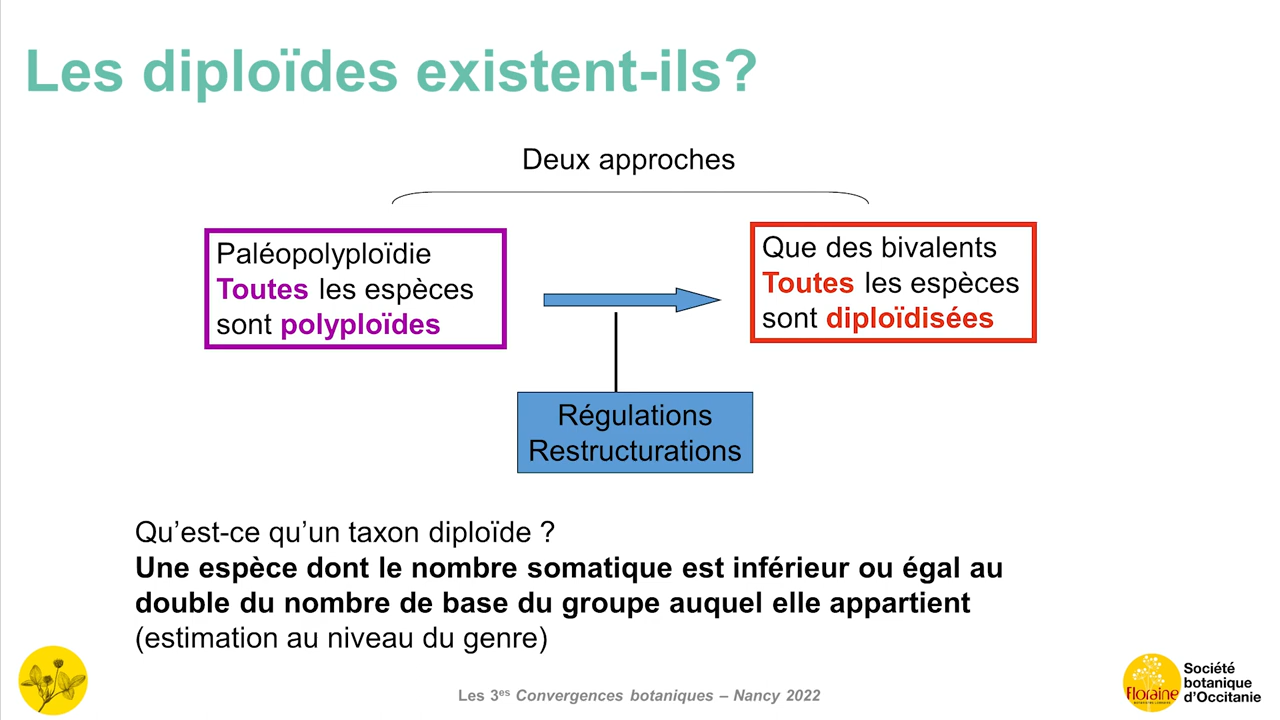 Les diploïdes existent-ils?
Deux approches
Paléopolyploïdie
Toutes les espèces
sont polyploïdes
Que des bivalents
Toutes les espèces
sont diploïdisées
Régulations
Restructurations
Qu’est-ce qu’un taxon diploïde ?
Une espèce dont le nombre somatique est inférieur ou égal au
double du nombre de base du groupe auquel elle appartient
(estimation au niveau du genre)
Les 3es Convergences botaniques – Nancy 2022
Floraine
Société
botanique
d’Occitanie